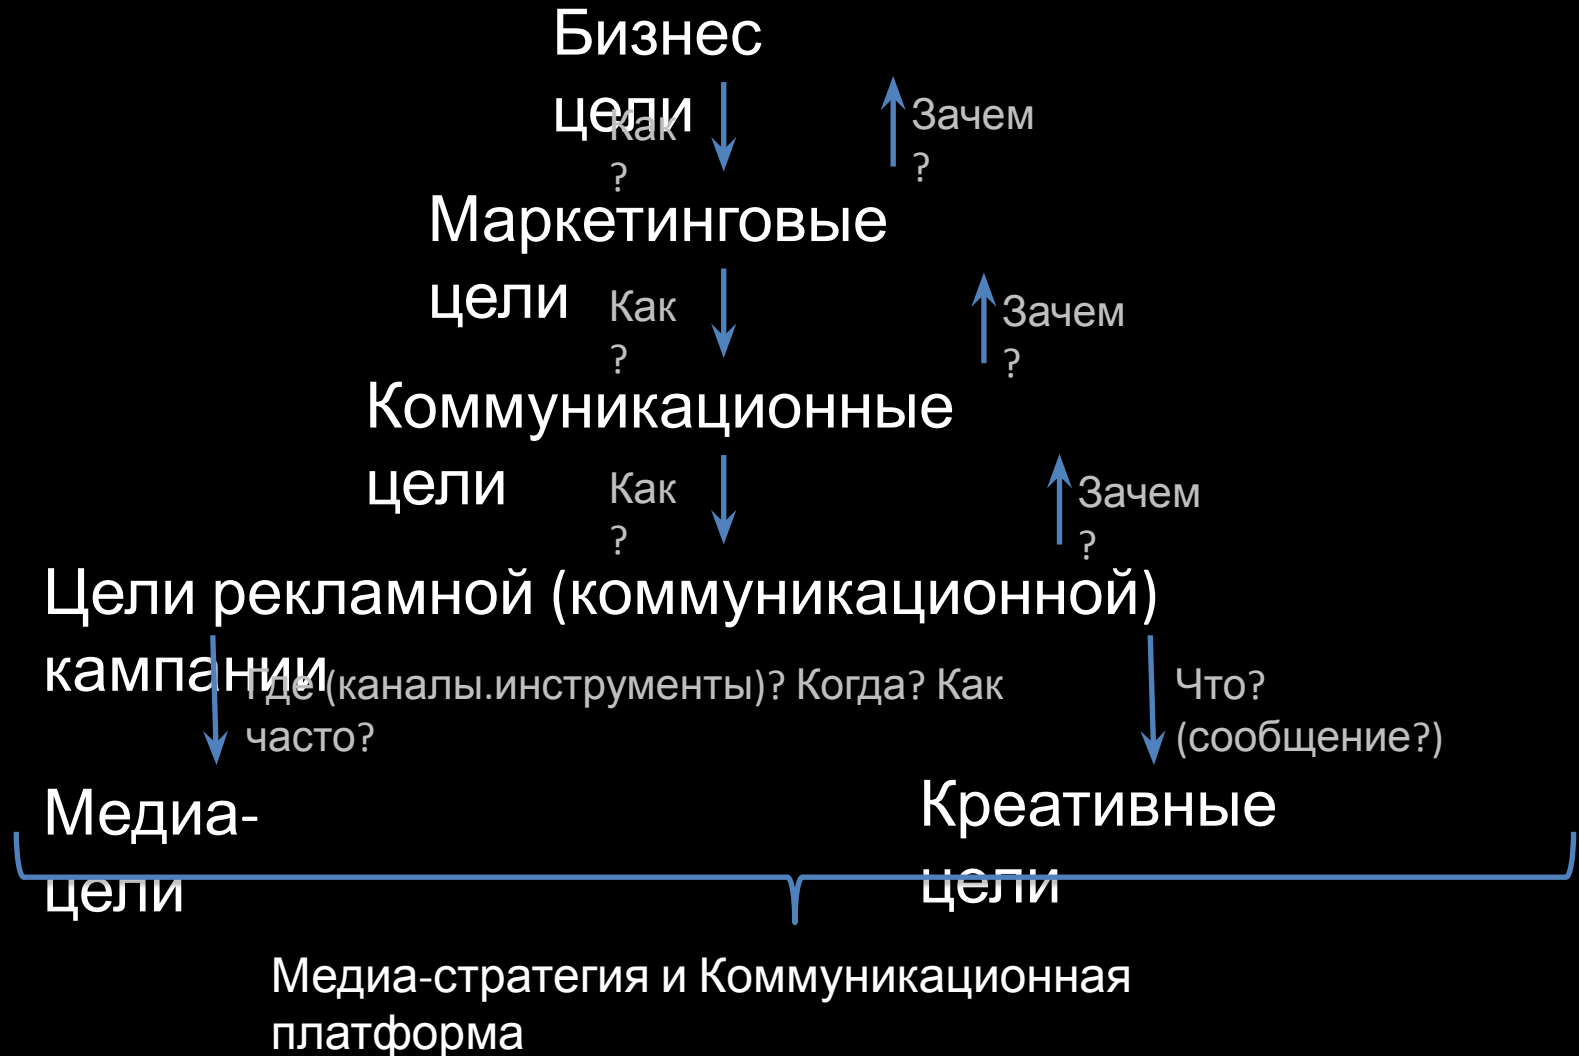 Бизнес
цели
Как
?
Зачем
?
Маркетинговые
цели
Как
?
Зачем
?
Коммуникационные
цели
Как
?
Зачем
?
Цели рекламной (коммуникационной)
кампании
Где (каналы.инструменты)? Когда? Как
часто?
Что?
(сообщение?)
Медиа-
цели
Креативные
цели
Медиа-стратегия и Коммуникационная
платформа